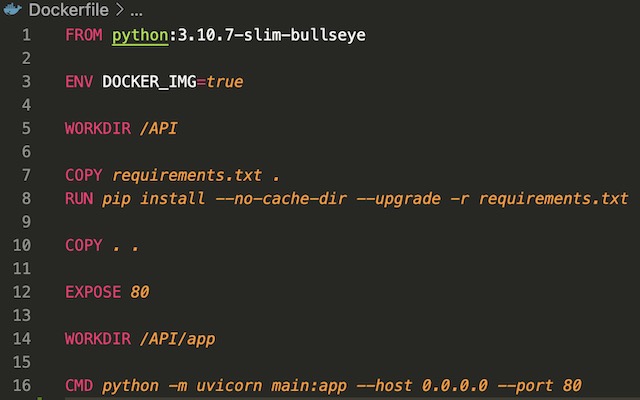 Dockerfile > ...
1 FROM python:3.10.7-slim-bullseye
2
3 ENV DOCKER_IMG=true
4
5 WORKDIR /API
6
7 COPY requirements.txt .
8 RUN pip install --no-cache-dir --upgrade -r requirements.txt
9
10 COPY . .
11
12 EXPOSE 80
13
14 WORKDIR /API/app
15
16 CMD python -m uvicorn main:app --host 0.0.0.0 --port 80